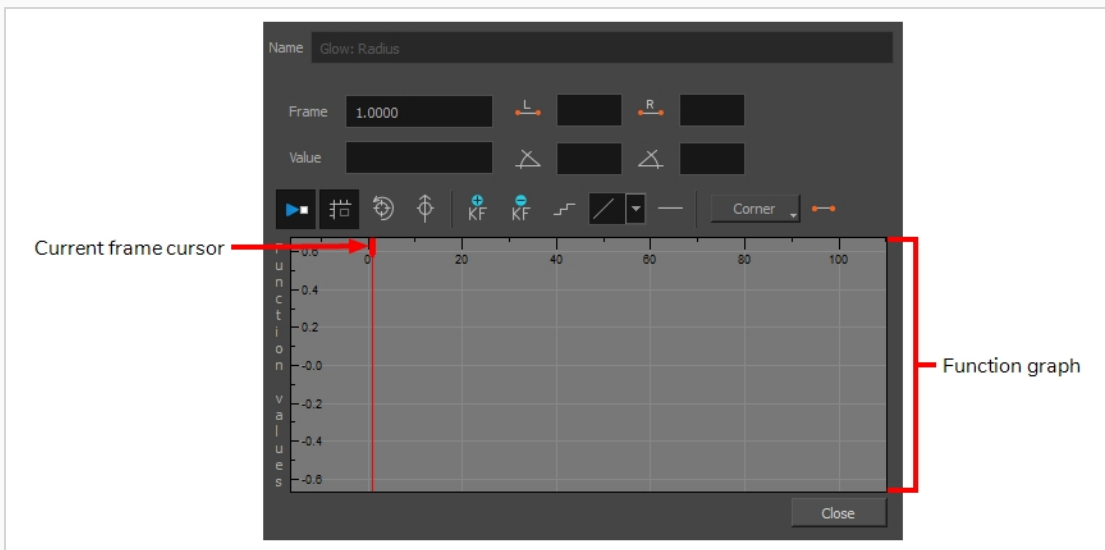 Name Glow: Radius
L R
Frame 1.0000
Value
KF KF Corner
Current frame cursor
Function values
-0.6 0 20 40 60 80 100
-0.4
-0.2
-0.0
-0.2
-0.4
-0.6
Function graph
Close